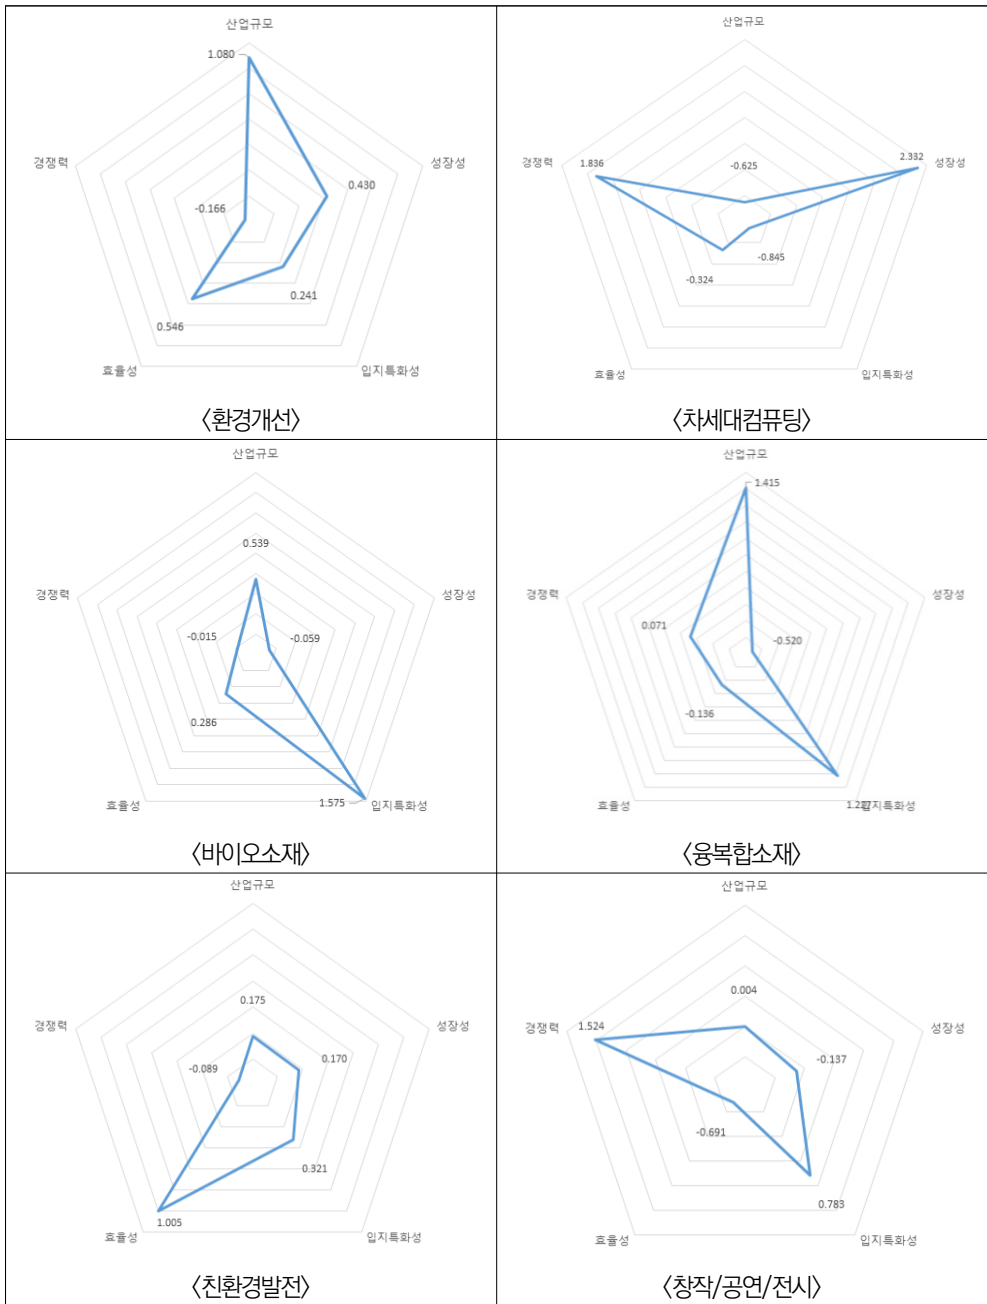 산업규모
1.080
경쟁력
성장성
0.430
-0.166
0.241
0.546
효율성
입지특화성
〈환경개선〉
산업규모
2.332
경쟁력
1.836
-0.625
성장성
-0.845
-0.324
효율성
입지특화성
〈차세대컴퓨팅〉
산업규모
0.539
경쟁력
성장성
-0.015
-0.059
0.286
효율성
1.575
입지특화성
〈바이오소재〉
산업규모
1.415
경쟁력
성장성
0.071
-0.520
-0.136
효율성
1.227
입지특화성
〈융복합소재〉
산업규모
0.175
경쟁력
성장성
-0.089
0.170
0.321
1.005
효율성
입지특화성
〈친환경발전〉
산업규모
0.004
경쟁력
1.524
성장성
-0.137
-0.691
0.783
효율성
입지특화성
〈창작/공연/전시〉